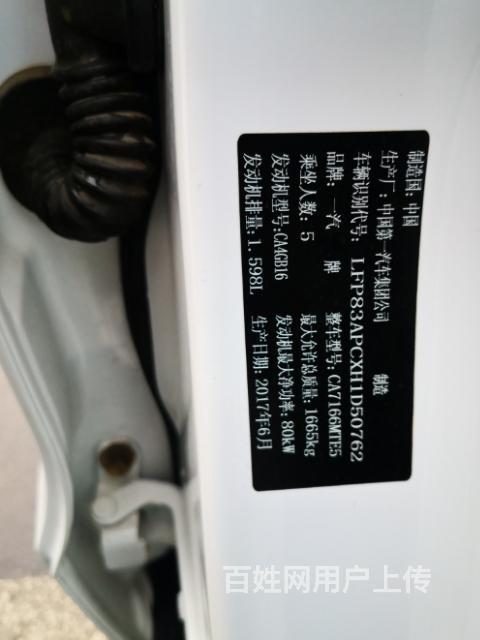 制造国：中国
生产厂：中国第一汽车集团公司 制造
车辆识别代号：LFP83APCXH1D50762
品牌：一汽 牌 整车型号：CA7166MTE5
乘坐人数：5 最大允许总质量：1665kg
发动机型号：CA4GB16 发动机最大净功率：80kW
发动机排量：1.598L 生产日期：2017年6月
百姓网用户上传